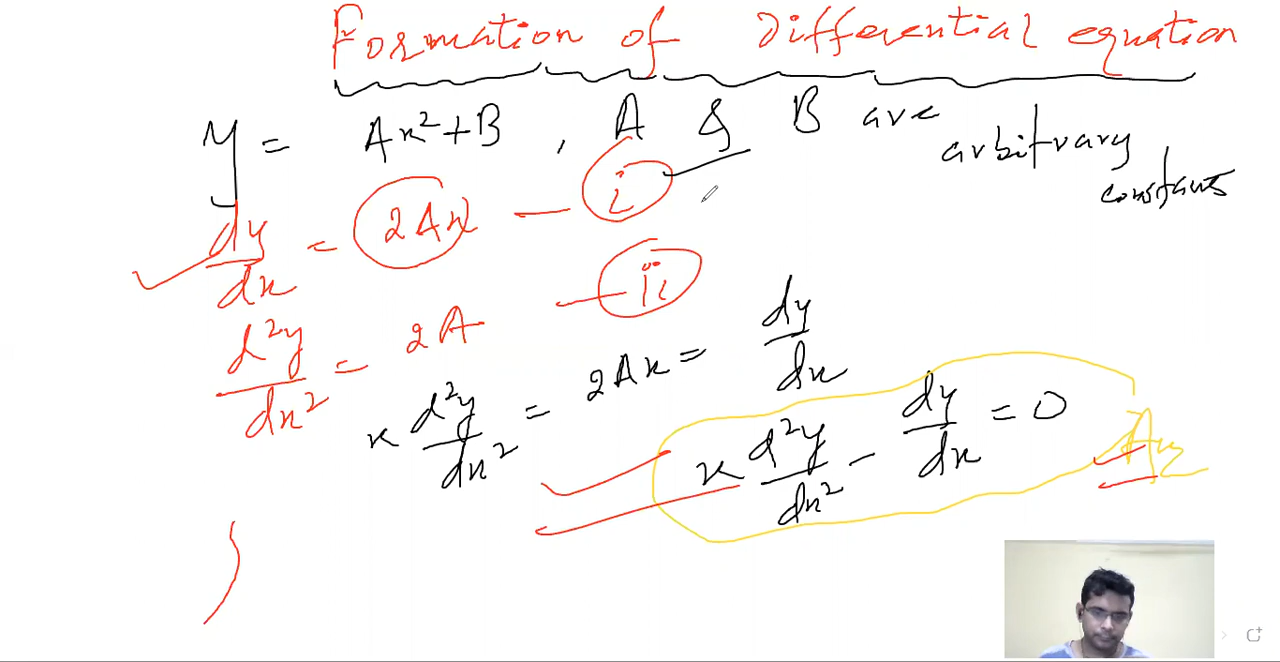 Formation of Differential equation
y = Ax²+B , A & B are arbitrary constants
dy/dx = 2Ax — i
d²y/dx² = 2A — ii
x d²y/dx² = 2Ax = dy/dx
x d²y/dx² – dy/dx = 0